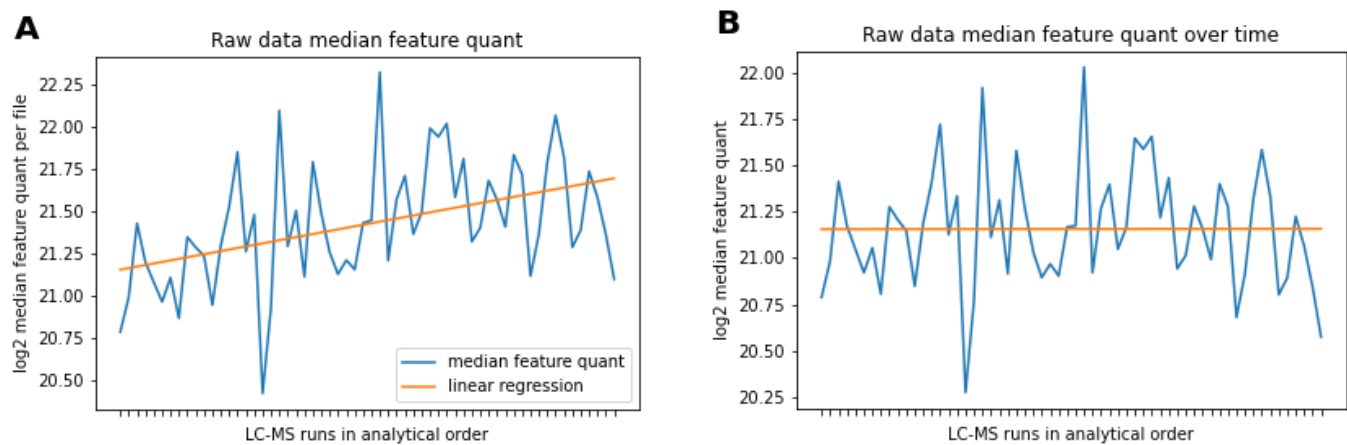 A
Raw data median feature quant
log2 median feature quant per file
22.25
22.00
21.75
21.50
21.25
21.00
20.75
20.50
median feature quant
linear regression
LC-MS runs in analytical order
B
Raw data median feature quant over time
log2 median feature quant
22.00
21.75
21.50
21.25
21.00
20.75
20.50
20.25
LC-MS runs in analytical order